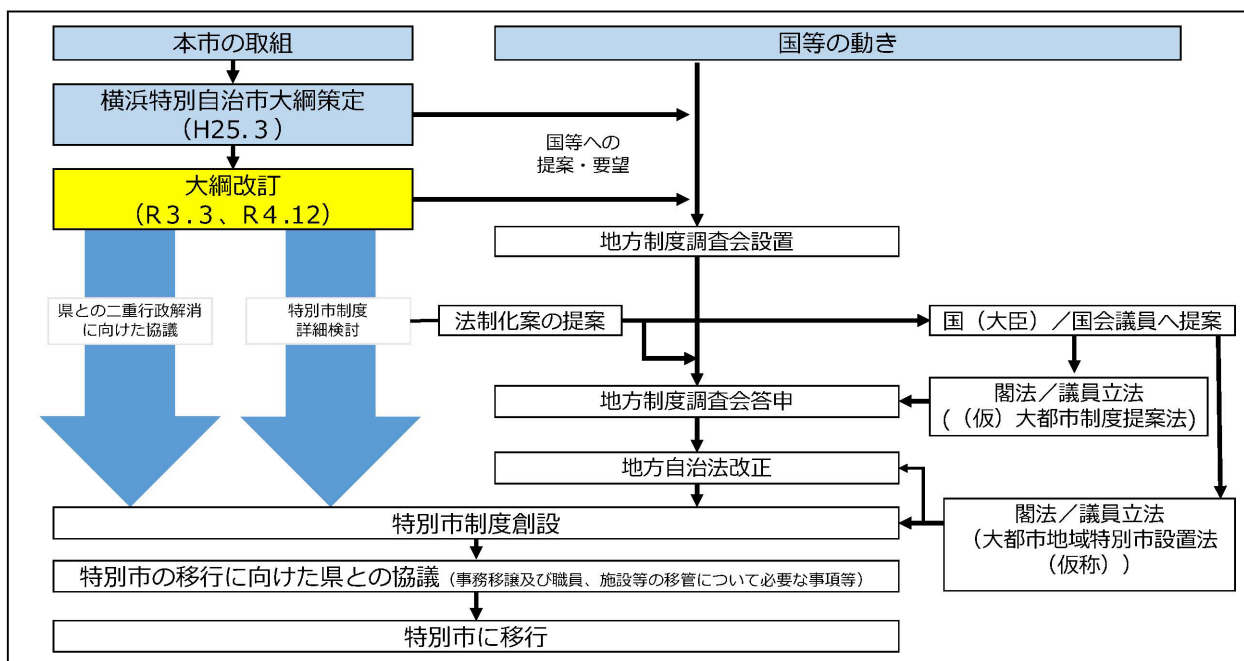 本市の取組
国等の動き
横浜特別自治市大綱策定
（H25.3）
国等への
提案・要望
大綱改訂
（R3.3、R4.12）
地方制度調査会設置
県との二重行政解消
に向けた協議
特別市制度
詳細検討
法制化案の提案
国（大臣）／国会議員へ提案
地方制度調査会答申
閣法／議員立法
(（仮）大都市制度提案法)
地方自治法改正
特別市制度創設
閣法／議員立法
（大都市地域特別市設置法
（仮称））
特別市の移行に向けた県との協議（事務移譲及び職員、施設等の移管について必要な事項等）
特別市に移行